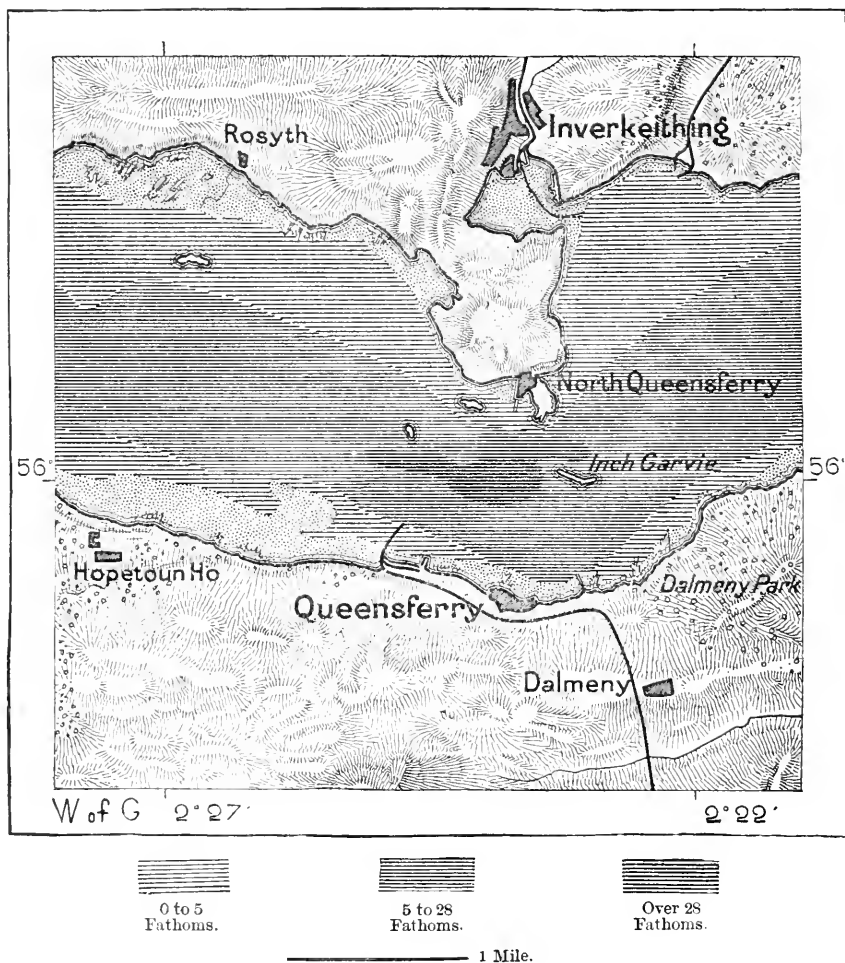 Inverkeithing
Rosyth
North Queensferry
56° Inch Garvie 56°
Hopetoun Ho
Dalmeny Park
Queensferry
Dalmeny
W of G 2° 27' 2° 22'
0 to 5 5 to 28 Over 28
Fathoms. Fathoms. Fathoms.
1 Mile.